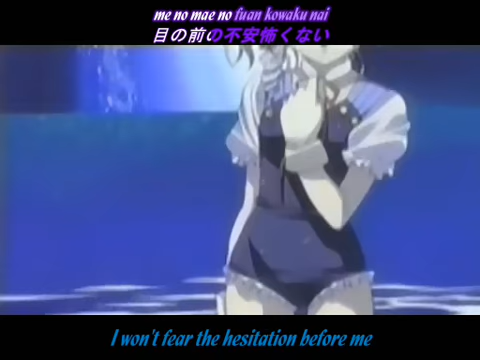 me no mae no fuan kowaku nai
目の前の不安怖くない
I won't fear the hesitation before me